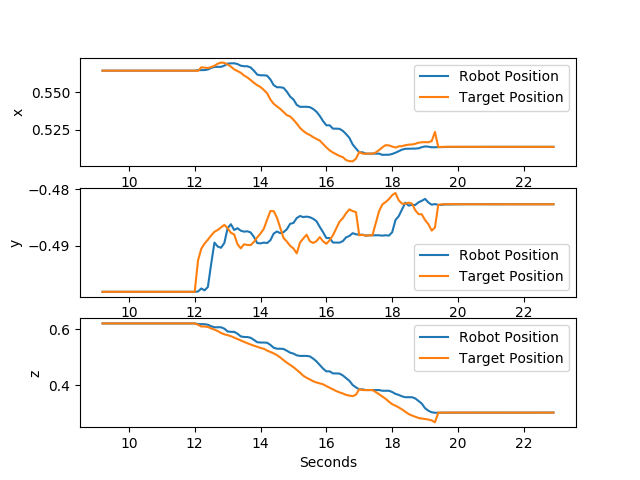 0.550
0.525
x
Robot Position
Target Position
10 12 14 16 18 20 22
−0.48
−0.49
y
Robot Position
Target Position
10 12 14 16 18 20 22
0.6
0.4
z
Robot Position
Target Position
10 12 14 16 18 20 22
Seconds